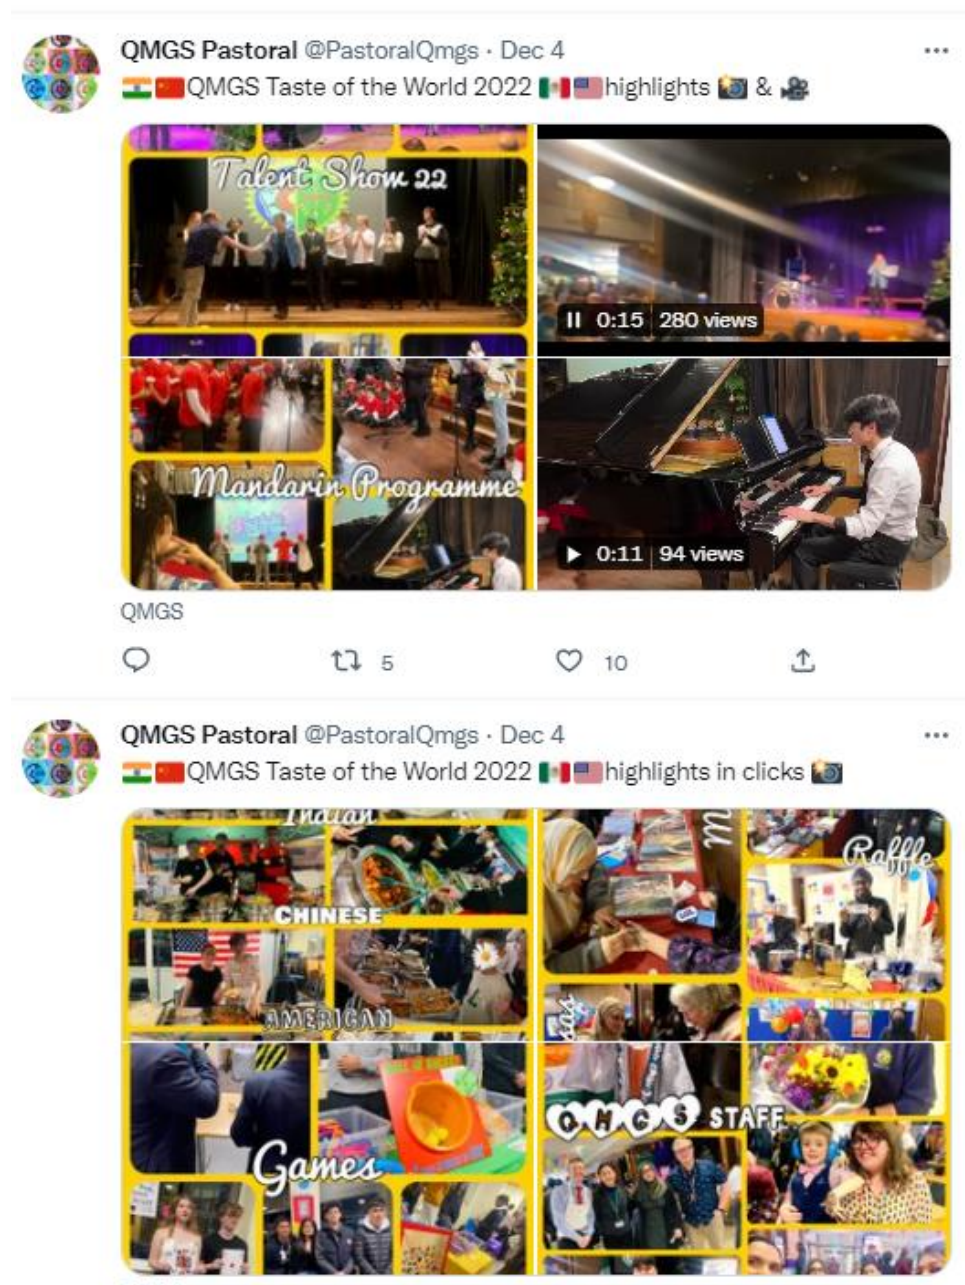 QMGS Pastoral @PastoralQmgs · Dec 4
🇮🇳🇨🇳QMGS Taste of the World 2022 🇲🇽🇺🇸highlights 📸 & 🎥
Talent Show 22
0:15 280 views
Mandarin Programme
0:11 94 views
QMGS
5 10
QMGS Pastoral @PastoralQmgs · Dec 4
🇮🇳🇨🇳QMGS Taste of the World 2022 🇲🇽🇺🇸highlights in clicks 📸
Indian
CHINESE
AMERICAN
Raffle
Games
QMGS STAFF